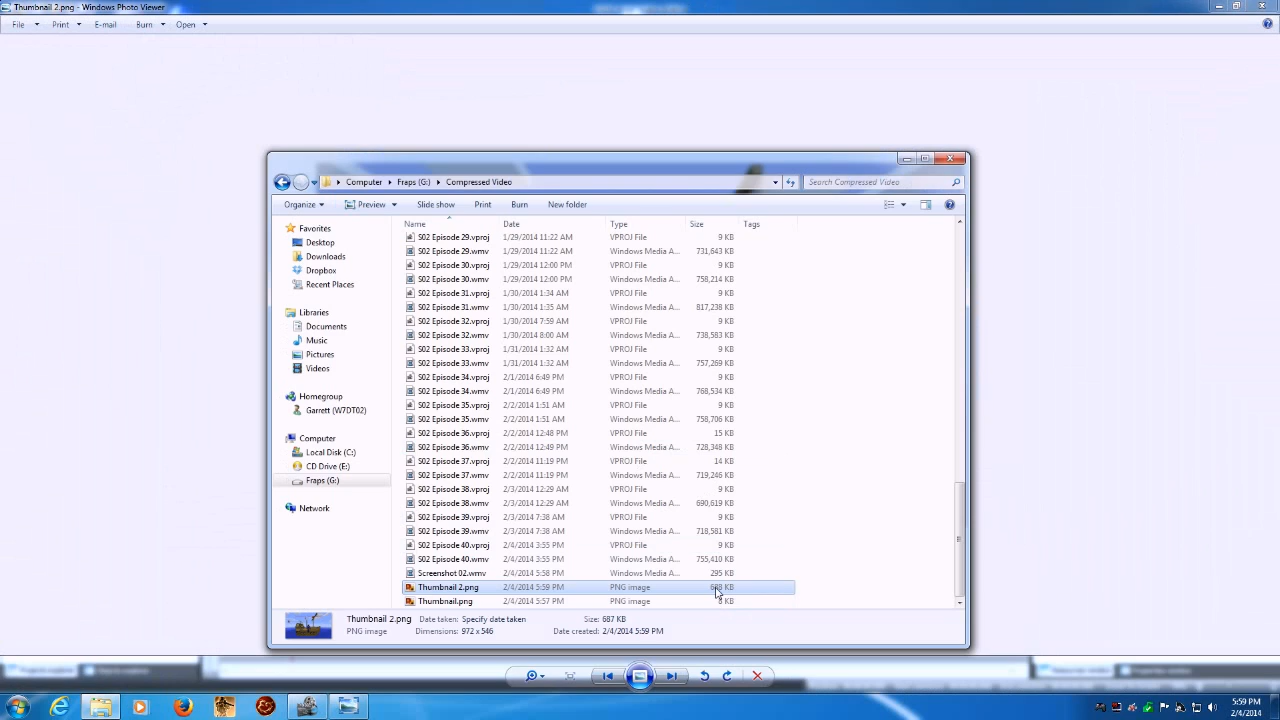 Thumbnail 2.png - Windows Photo Viewer
File Print E-mail Burn Open
Computer Fraps (G:) Compressed Video Search Compressed Video
Organize Preview Slide show Print Burn New folder
Name Date Type Size Tags
Favorites
Desktop
Downloads
Dropbox
Recent Places
Libraries
Documents
Music
Pictures
Videos
Homegroup
Garrett (W7DT02)
Computer
Local Disk (C:)
CD Drive (E:)
Fraps (G:)
Network
S02 Episode 29.vproj 1/29/2014 11:22 AM VPROJ File 9 KB
S02 Episode 29.wmv 1/29/2014 11:22 AM Windows Media A... 731,643 KB
S02 Episode 30.vproj 1/29/2014 12:00 PM VPROJ File 9 KB
S02 Episode 30.wmv 1/29/2014 12:00 PM Windows Media A... 758,214 KB
S02 Episode 31.vproj 1/30/2014 1:34 AM VPROJ File 9 KB
S02 Episode 31.wmv 1/30/2014 1:35 AM Windows Media A... 817,238 KB
S02 Episode 32.vproj 1/30/2014 7:59 AM VPROJ File 9 KB
S02 Episode 32.wmv 1/30/2014 8:00 AM Windows Media A... 738,583 KB
S02 Episode 33.vproj 1/31/2014 1:32 AM VPROJ File 9 KB
S02 Episode 33.wmv 1/31/2014 1:32 AM Windows Media A... 757,269 KB
S02 Episode 34.vproj 2/1/2014 6:49 PM VPROJ File 9 KB
S02 Episode 34.wmv 2/1/2014 6:49 PM Windows Media A... 768,534 KB
S02 Episode 35.vproj 2/2/2014 1:51 AM VPROJ File 9 KB
S02 Episode 35.wmv 2/2/2014 1:51 AM Windows Media A... 758,706 KB
S02 Episode 36.vproj 2/2/2014 12:48 PM VPROJ File 15 KB
S02 Episode 36.wmv 2/2/2014 12:49 PM Windows Media A... 728,348 KB
S02 Episode 37.vproj 2/2/2014 11:19 PM VPROJ File 14 KB
S02 Episode 37.wmv 2/2/2014 11:19 PM Windows Media A... 719,246 KB
S02 Episode 38.vproj 2/3/2014 12:29 AM VPROJ File 9 KB
S02 Episode 38.wmv 2/3/2014 12:29 AM Windows Media A... 690,619 KB
S02 Episode 39.vproj 2/3/2014 7:38 AM VPROJ File 9 KB
S02 Episode 39.wmv 2/3/2014 7:38 AM Windows Media A... 718,581 KB
S02 Episode 40.vproj 2/4/2014 3:55 PM VPROJ File 9 KB
S02 Episode 40.wmv 2/4/2014 3:55 PM Windows Media A... 755,410 KB
Screenshot 02.wmv 2/4/2014 5:58 PM Windows Media A... 295 KB
Thumbnail 2.png 2/4/2014 5:59 PM PNG image KB
Thumbnail.png 2/4/2014 5:57 PM PNG image KB
Thumbnail 2.png Date taken: Specify date taken Size: 687 KB
PNG image Dimensions: 972 x 546 Date created: 2/4/2014 5:59 PM
5:59 PM
2/4/2014